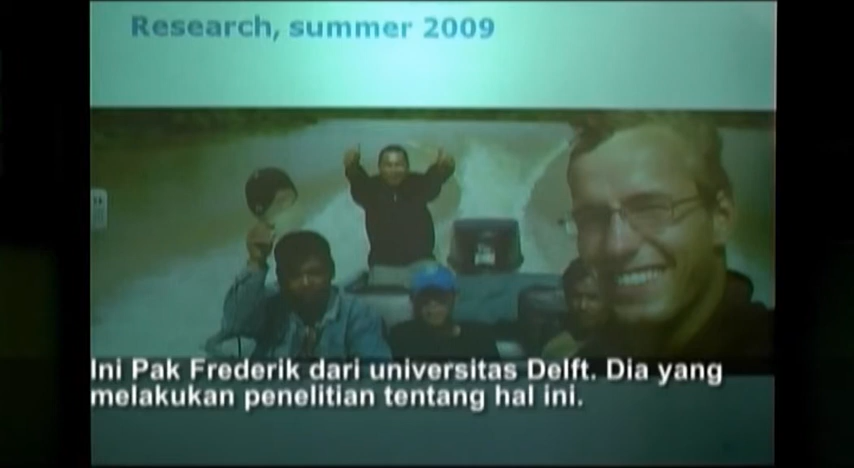 Research, summer 2009
Ini Pak Frederik dari universitas Delft. Dia yang
melakukan penelitian tentang hal ini.